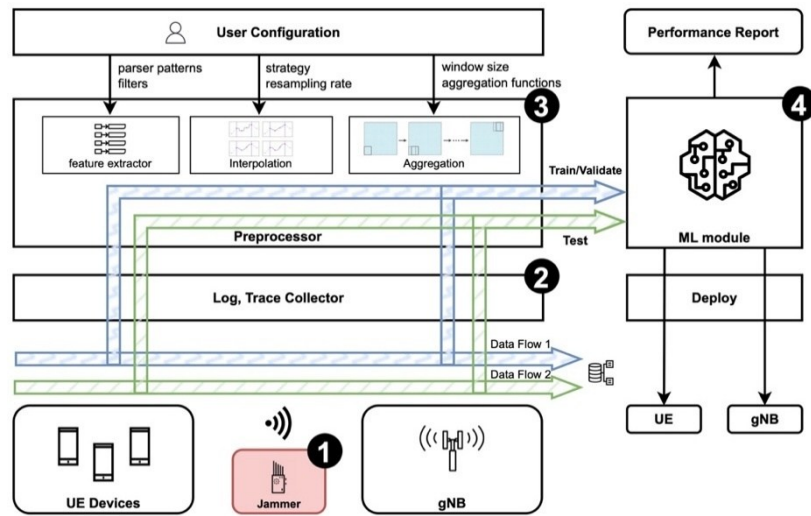 User Configuration
Performance Report
parser patterns
filters
strategy
resampling rate
window size
aggregation functions
3
4
feature extractor
Interpolation
Aggregation
Train/Validate
Test
Preprocessor
ML module
2
Log, Trace Collector
Deploy
Data Flow 1
Data Flow 2
UE
gNB
1
UE Devices
Jammer
gNB